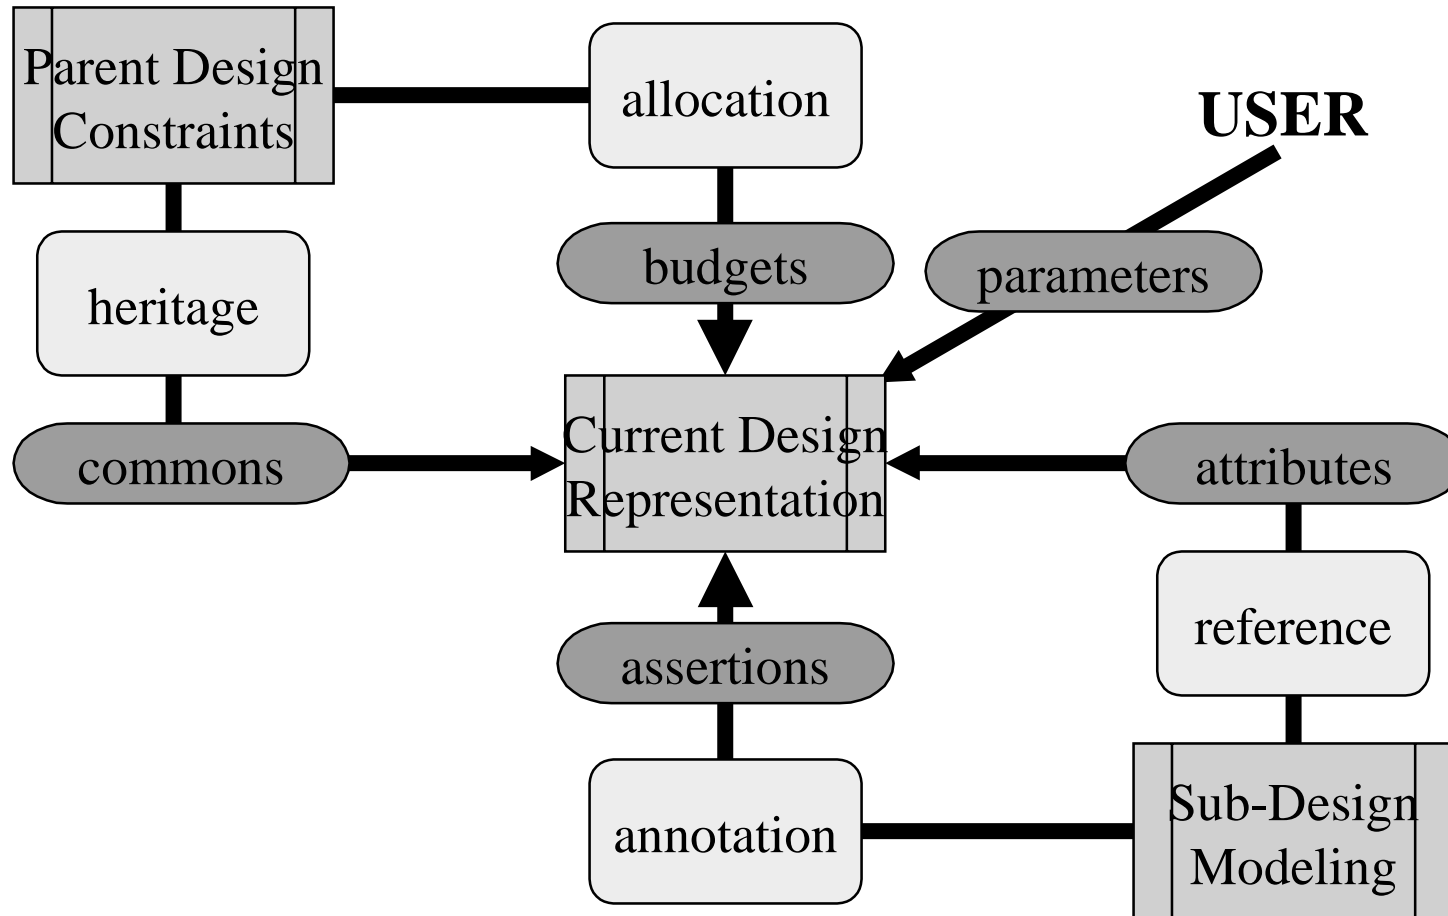 Parent Design
Constraints
allocation
USER
budgets
parameters
heritage
Current Design
Representation
commons
attributes
assertions
reference
annotation
Sub-Design
Modeling